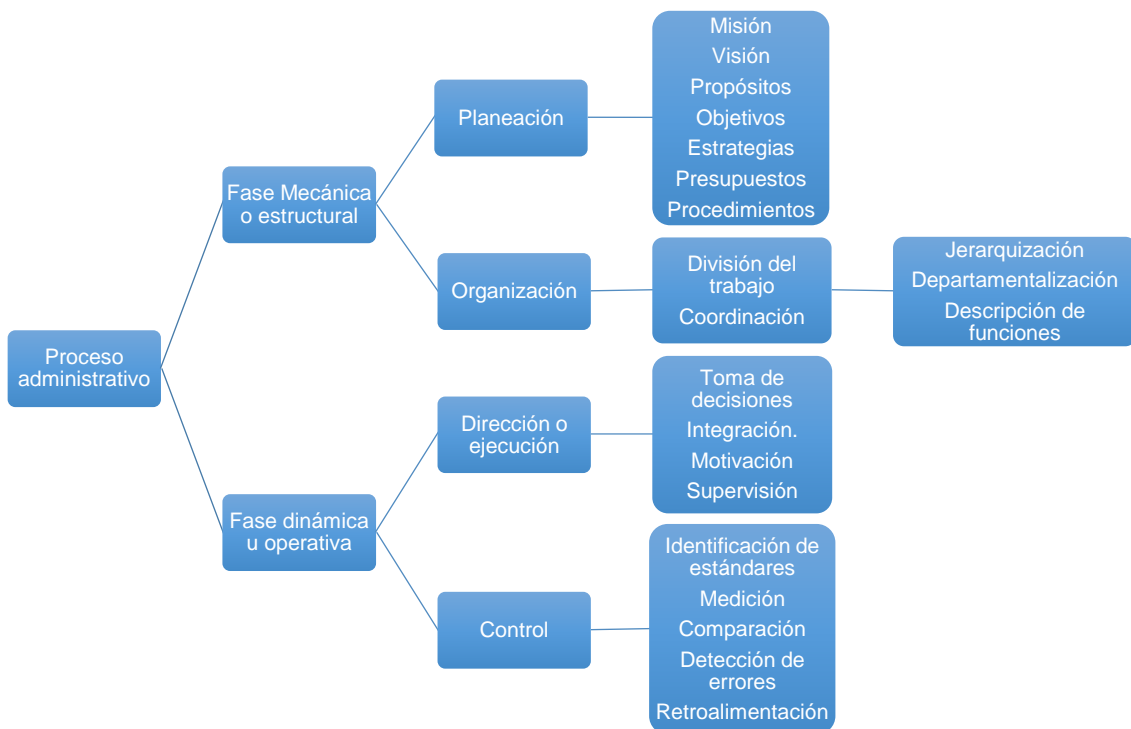 Proceso
administrativo
Fase Mecánica
o estructural
Planeación
Misión
Visión
Propósitos
Objetivos
Estrategias
Presupuestos
Procedimientos
Organización
División del
trabajo
Coordinación
Jerarquización
Departamentalización
Descripción de
funciones
Fase dinámica
u operativa
Dirección o
ejecución
Toma de
decisiones
Integración.
Motivación
Supervisión
Control
Identificación de
estándares
Medición
Comparación
Detección de
errores
Retroalimentación